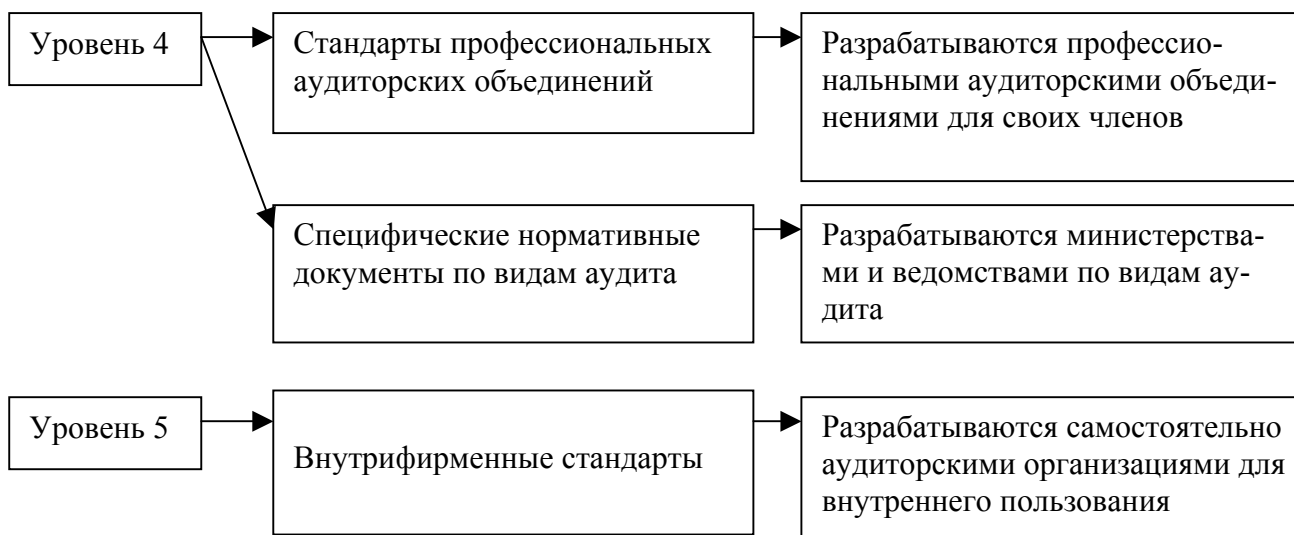 Уровень 4
Стандарты профессиональных
аудиторских объединений
Разрабатываются профессио-
нальными аудиторскими объеди-
нениями для своих членов
Специфические нормативные
документы по видам аудита
Разрабатываются министерства-
ми и ведомствами по видам ау-
дита
Уровень 5
Внутрифирменные стандарты
Разрабатываются самостоятельно
аудиторскими организациями для
внутреннего пользования